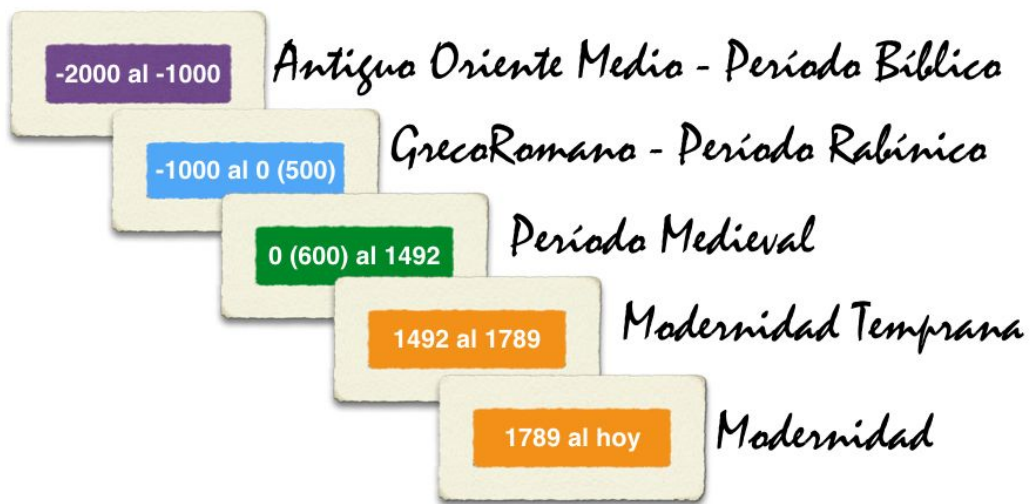 -2000 al -1000 Antiguo Oriente Medio - Período Bíblico
-1000 al 0 (500) GrecoRomano - Período Rabínico
0 (600) al 1492 Período Medieval
1492 al 1789 Modernidad Temprana
1789 al hoy Modernidad